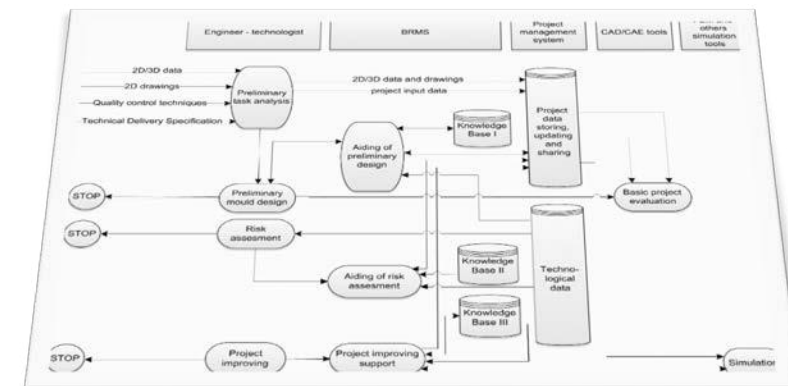 Engineer - technologist
BRMS
Project
management
system
CAD/CAE tools
others
simulation
tools
2D/3D data
2D drawings
Quality control techniques
Technical Delivery Specification
Preliminary
task analysis
2D/3D data and drawings
project input data
Project
data
storing,
updating
and
sharing
Knowledge
Base I
Aiding of
preliminary
design
STOP
Preliminary
mould design
Basic project
evaluation
STOP
Risk
assesment
Aiding of risk
assesment
Knowledge
Base II
Techno-
logical
data
Knowledge
Base III
STOP
Project
improving
Project improving
support
Simulation